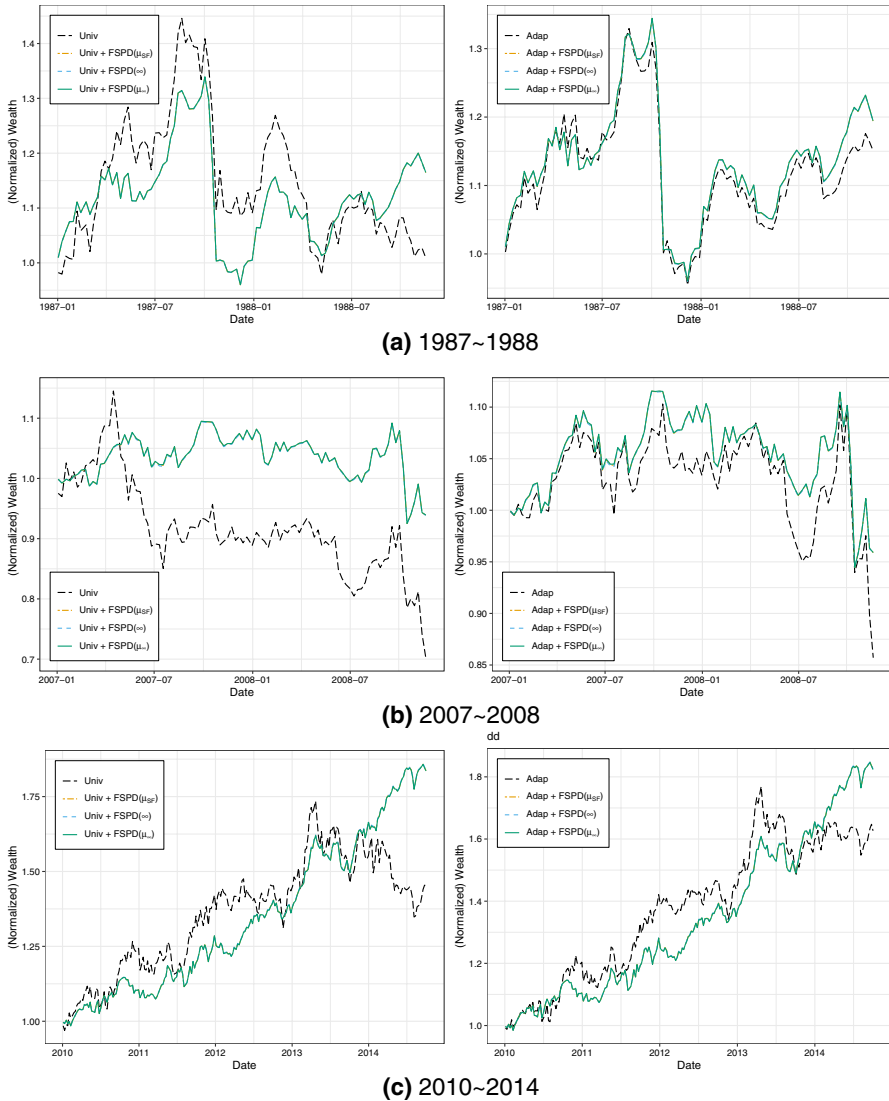 Univ
Univ + FSPD(μSF)
Univ + FSPD(∞)
Univ + FSPD(μ∞)
(Normalized) Wealth
1.4
1.3
1.2
1.1
1.0
1987−01
1987−07
1988−01
1988−07
Date
Adap
Adap + FSPD(μSF)
Adap + FSPD(∞)
Adap + FSPD(μ∞)
(Normalized) Wealth
1.3
1.2
1.1
1.0
1987−01
1987−07
1988−01
1988−07
Date
(a) 1987~1988
(Normalized) Wealth
1.1
1.0
0.9
0.8
0.7
Univ
Univ + FSPD(μSF)
Univ + FSPD(∞)
Univ + FSPD(μ∞)
2007−01
2007−07
2008−01
2008−07
Date
(Normalized) Wealth
1.10
1.05
1.00
0.95
0.90
0.85
Adap
Adap + FSPD(μSF)
Adap + FSPD(∞)
Adap + FSPD(μ∞)
2007−01
2007−07
2008−01
2008−07
Date
(b) 2007~2008
Univ
Univ + FSPD(μSF)
Univ + FSPD(∞)
Univ + FSPD(μ∞)
(Normalized) Wealth
1.75
1.50
1.25
1.00
2010
2011
2012
2013
2014
Date
dd
Adap
Adap + FSPD(μSF)
Adap + FSPD(∞)
Adap + FSPD(μ∞)
(Normalized) Wealth
1.8
1.6
1.4
1.2
1.0
2010
2011
2012
2013
2014
Date
(c) 2010~2014